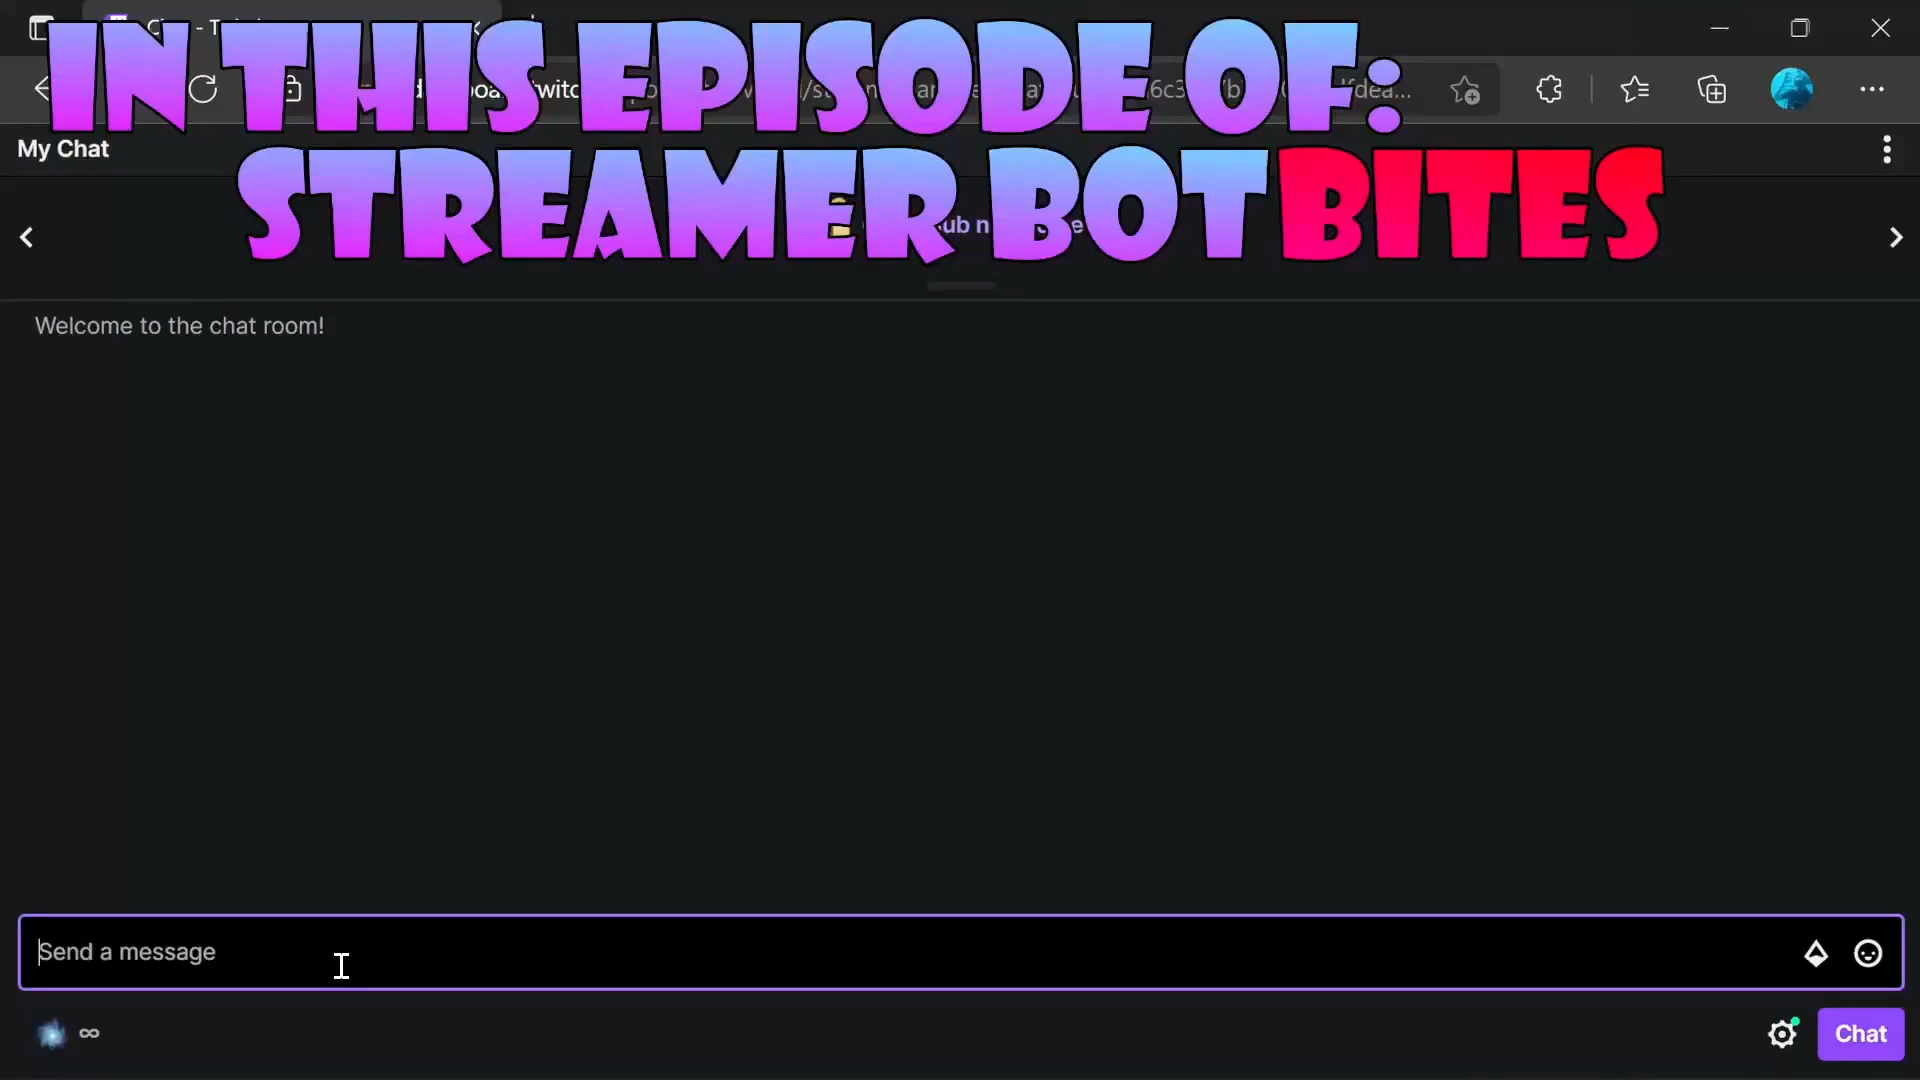 IN THIS EPISODE OF:
STREAMER BOT BITES
My Chat
Welcome to the chat room!
Send a message
∞
Chat